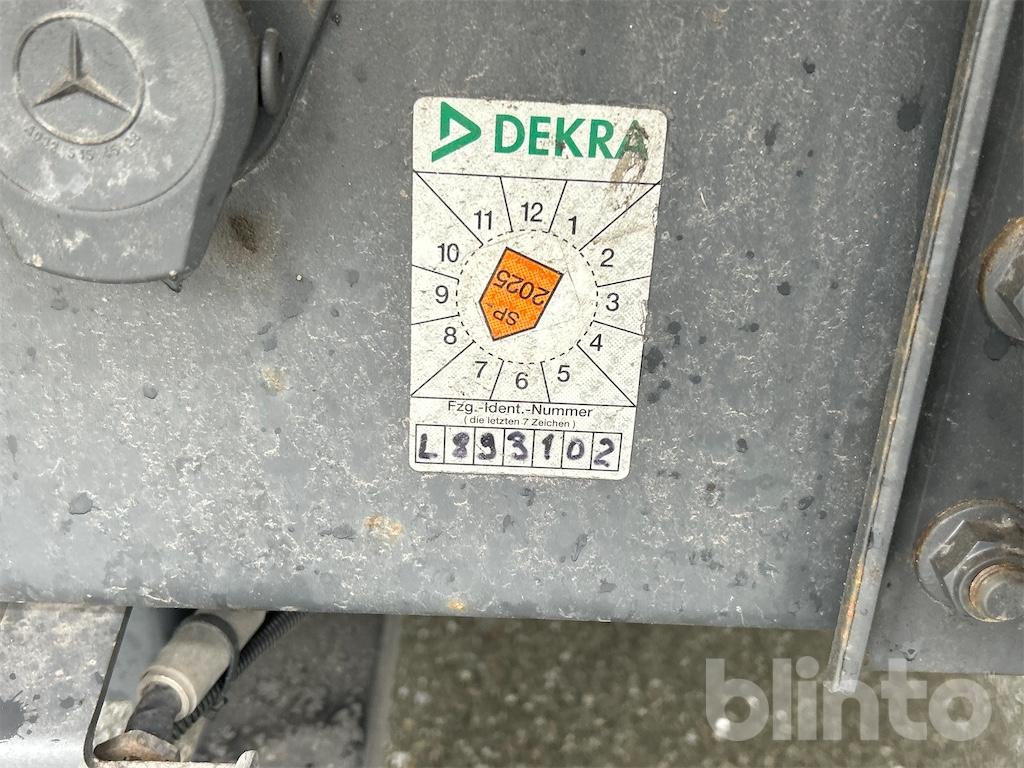 DEKRA
11 12 1
10 2
9 3
8 4
7 6 5
2025
SP-
Fzg.-Ident.-Nummer
(die letzten 7 Zeichen)
L893102
blinto